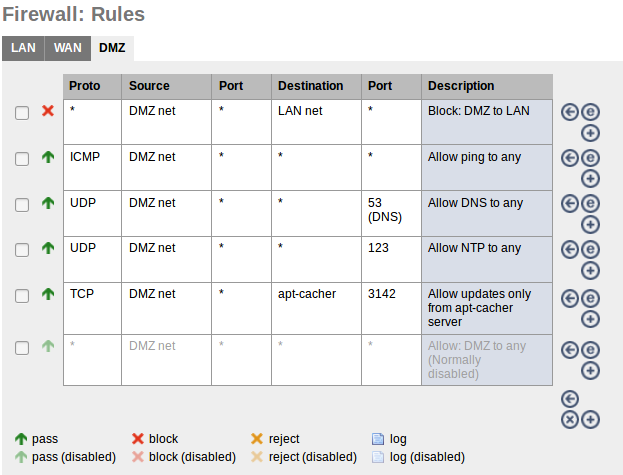 Firewall: Rules
LAN WAN DMZ
Proto Source Port Destination Port Description
* DMZ net * LAN net * Block: DMZ to LAN
ICMP DMZ net * * * Allow ping to any
UDP DMZ net * * 53 Allow DNS to any
(DNS)
UDP DMZ net * * 123 Allow NTP to any
TCP DMZ net * apt-cacher 3142 Allow updates only
from apt-cacher
server
* DMZ net * * * Allow: DMZ to any
(Normally
disabled)
pass block reject log
pass (disabled) block (disabled) reject (disabled) log (disabled)